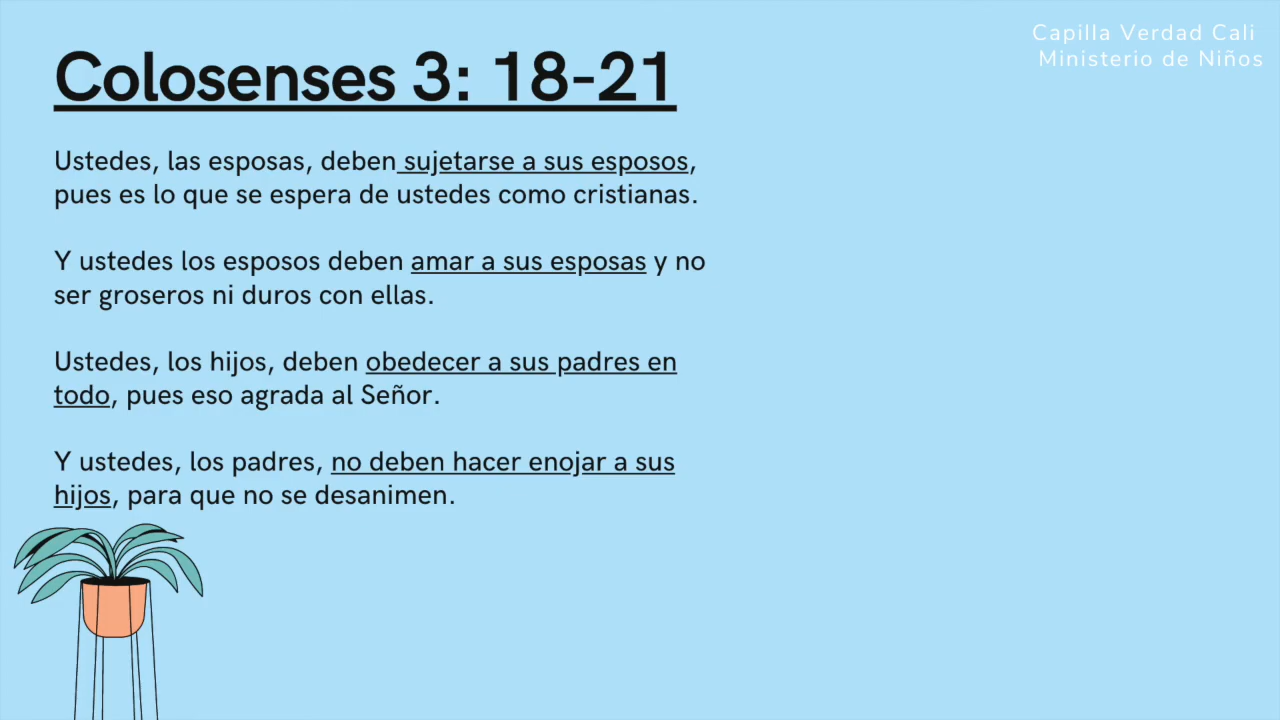 Capilla Verdad Cali
Ministerio de Niños
Colosenses 3: 18-21
Ustedes, las esposas, deben sujetarse a sus esposos,
pues es lo que se espera de ustedes como cristianas.
Y ustedes los esposos deben amar a sus esposas y no
ser groseros ni duros con ellas.
Ustedes, los hijos, deben obedecer a sus padres en
todo, pues eso agrada al Señor.
Y ustedes, los padres, no deben hacer enojar a sus
hijos, para que no se desanimen.